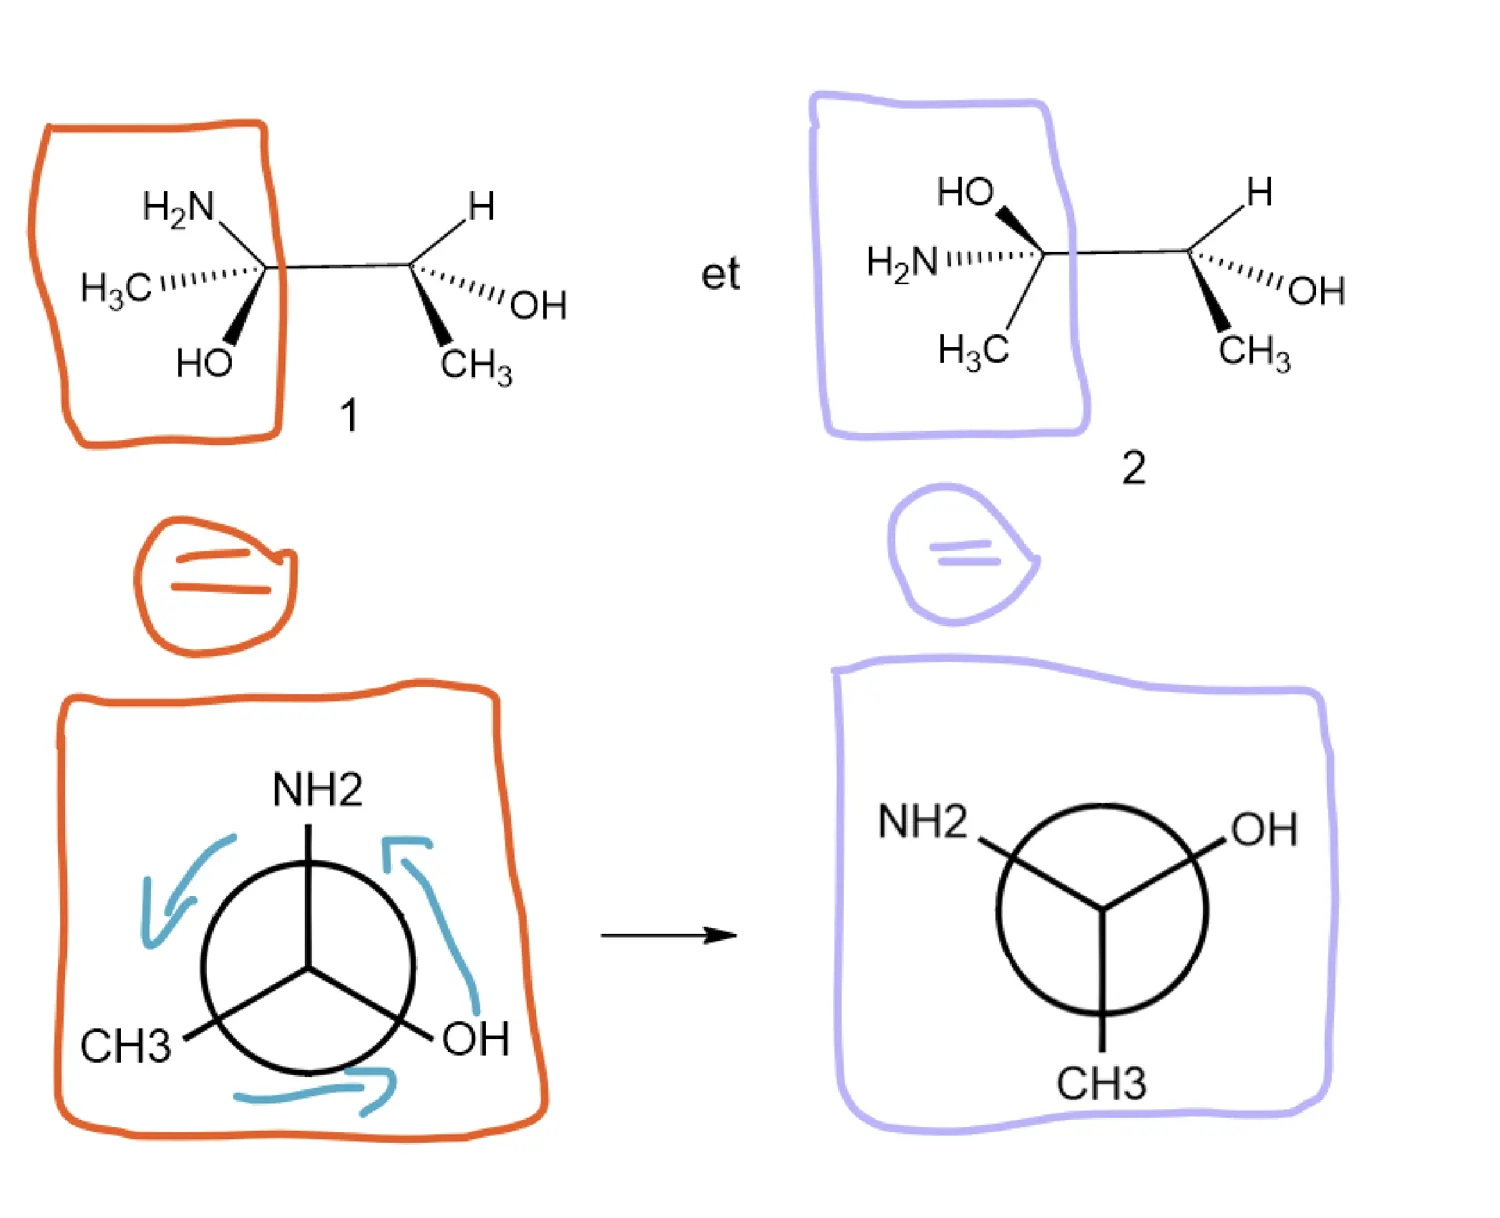 H₂N
H₃C
HO
H
OH
CH₃
1
et
HO
H₂N
H₃C
H
OH
CH₃
2
=
=
NH2
CH3
OH
NH2
OH
CH3